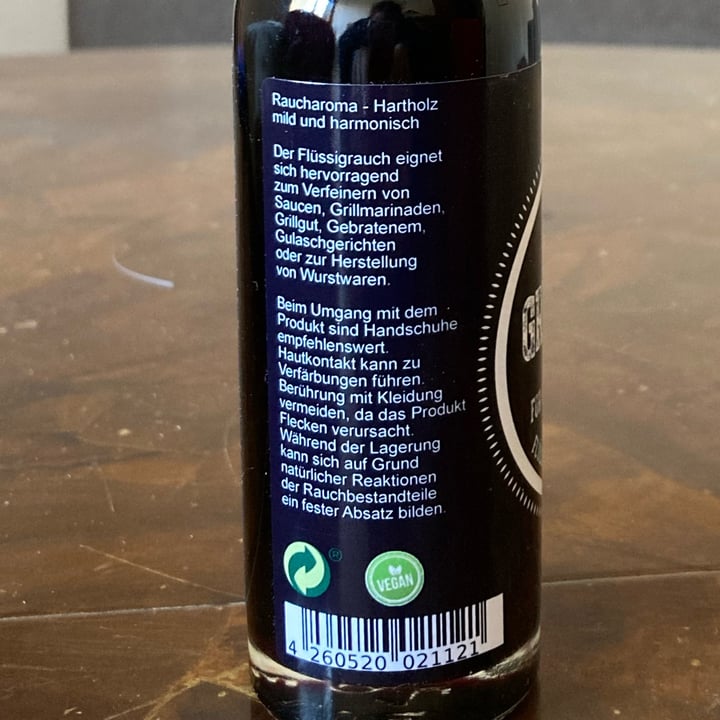 Raucharoma - Hartholz
mild und harmonisch
Der Flüssigrauch eignet
sich hervorragend
zum Verfeinern von
Saucen, Grillmarinaden,
Grillgut, Gebratenem,
Gulaschgerichten
oder zur Herstellung
von Wurstwaren.
Beim Umgang mit dem
Produkt sind Handschuhe
empfehlenswert.
Hautkontakt kann zu
Verfärbungen führen.
Berührung mit Kleidung
vermeiden, da das Produkt
Flecken verursacht.
Während der Lagerung
kann sich auf Grund
natürlicher Reaktionen
der Rauchbestandteile
ein fester Absatz bilden.
®
VEGAN
4 260520 021121